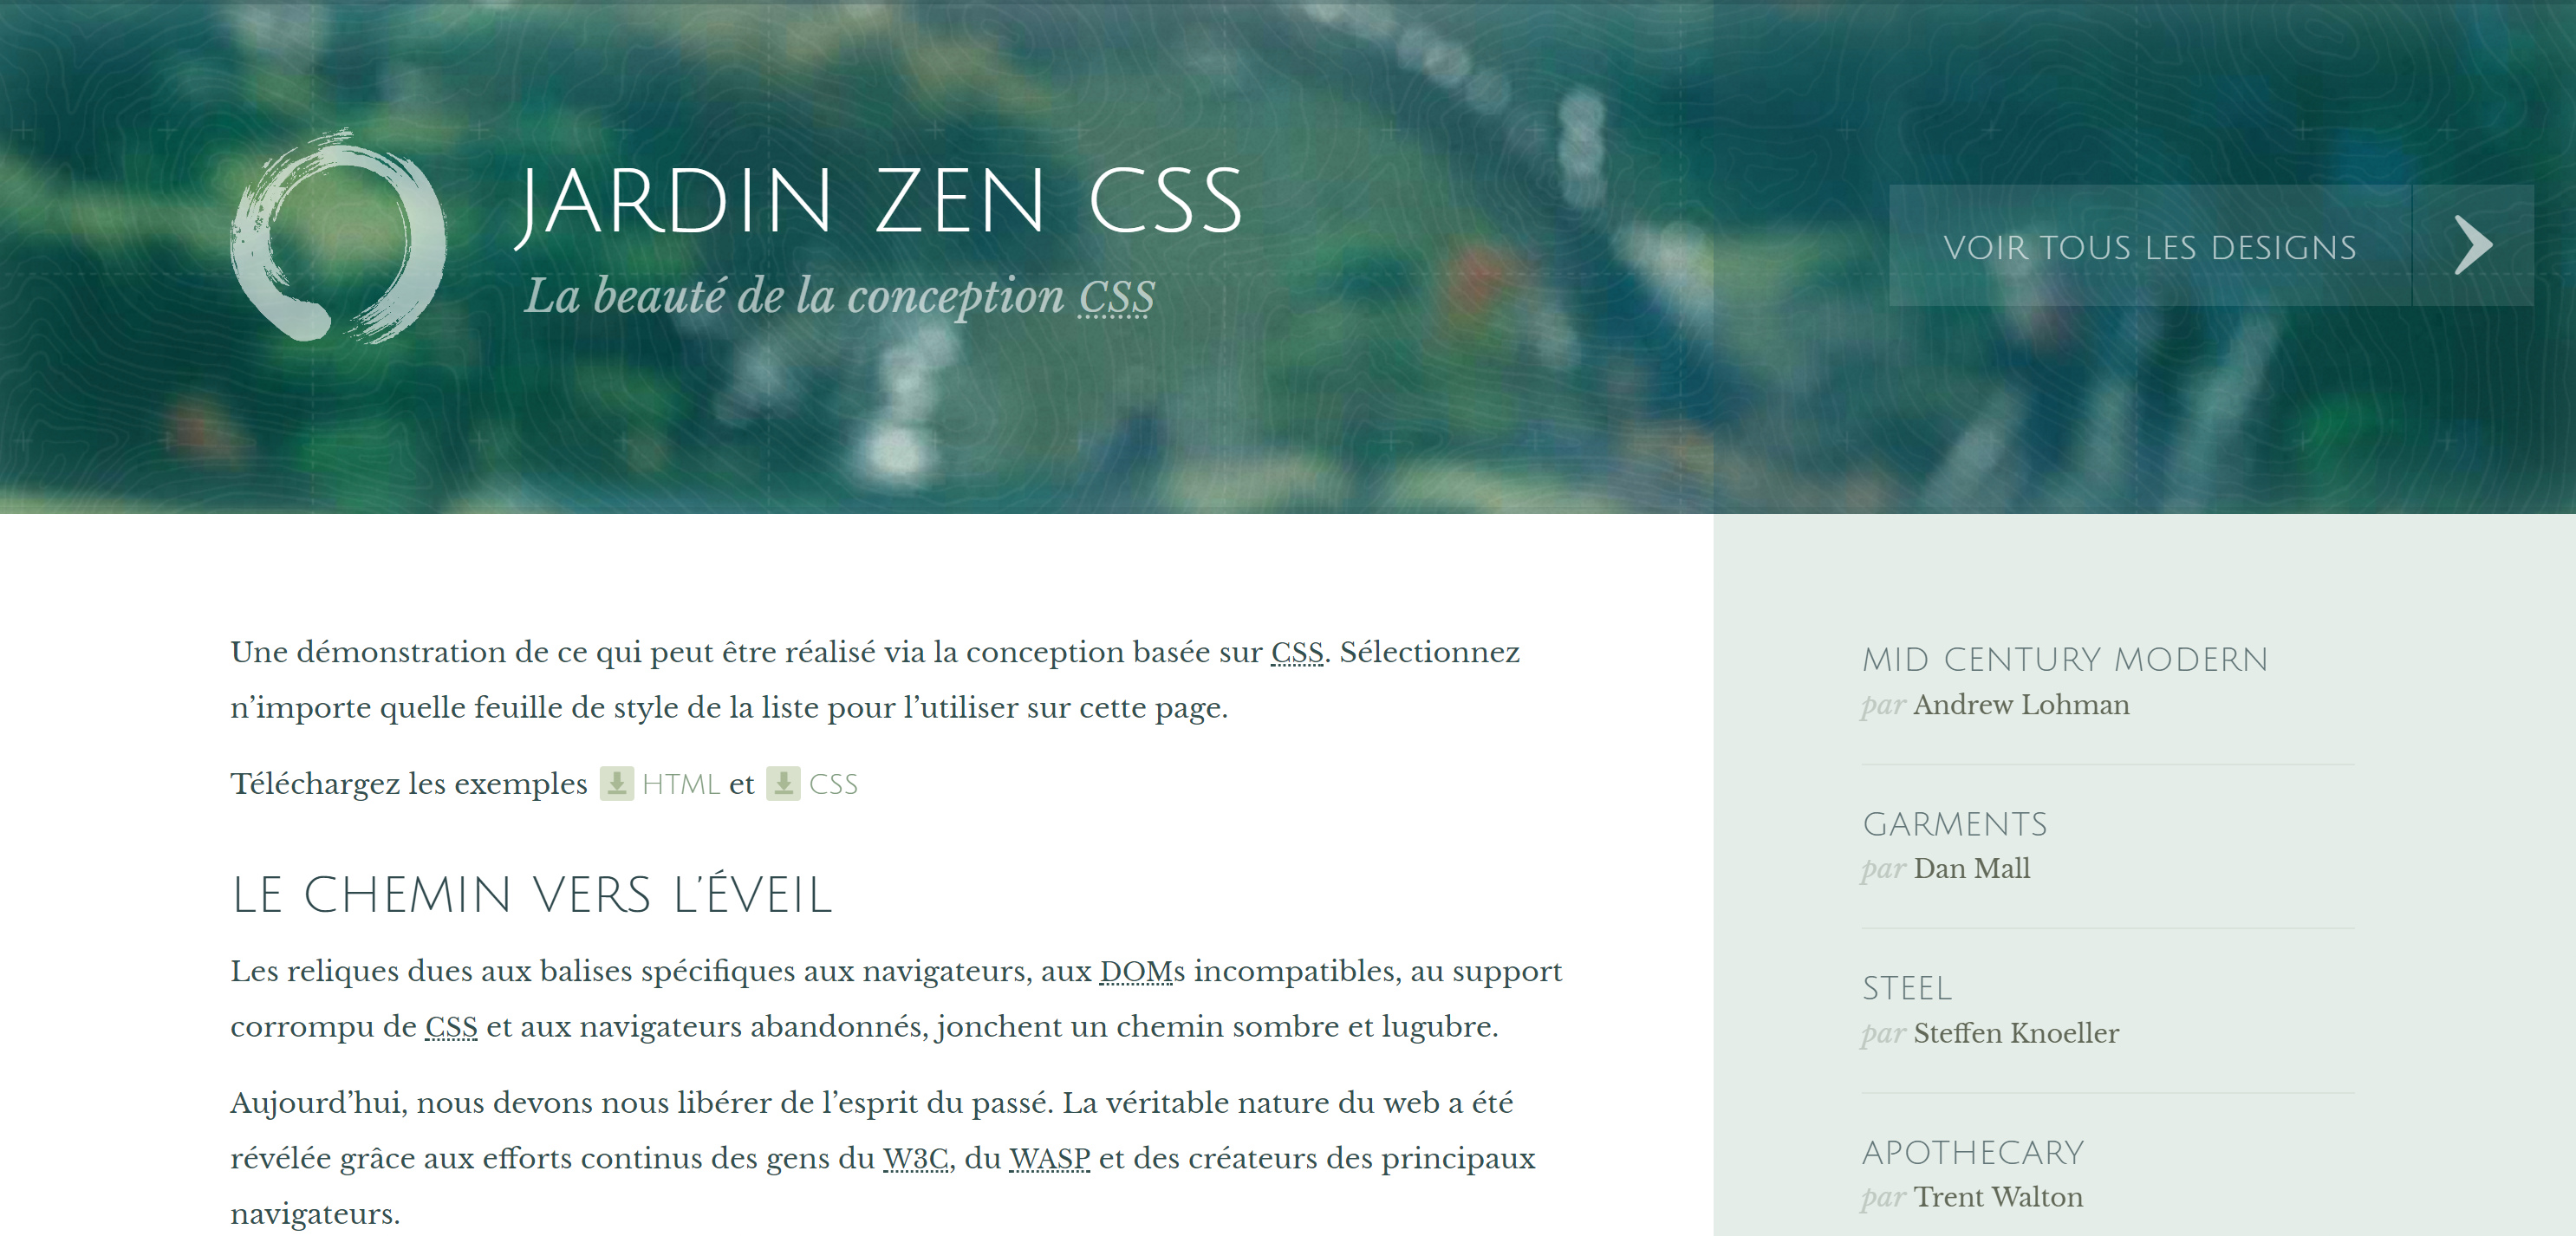 JARDIN ZEN CSS
La beauté de la conception CSS
VOIR TOUS LES DESIGNS
Une démonstration de ce qui peut être réalisé via la conception basée sur CSS. Sélectionnez
n’importe quelle feuille de style de la liste pour l’utiliser sur cette page.
Téléchargez les exemples HTML et CSS
LE CHEMIN VERS L’ÉVEIL
Les reliques dues aux balises spécifiques aux navigateurs, aux DOMs incompatibles, au support
corrompu de CSS et aux navigateurs abandonnés, jonchent un chemin sombre et lugubre.
Aujourd’hui, nous devons nous libérer de l’esprit du passé. La véritable nature du web a été
révélée grâce aux efforts continus des gens du W3C, du WASP et des créateurs des principaux
navigateurs.
MID CENTURY MODERN
par Andrew Lohman
GARMENTS
par Dan Mall
STEEL
par Steffen Knoeller
APOTHECARY
par Trent Walton